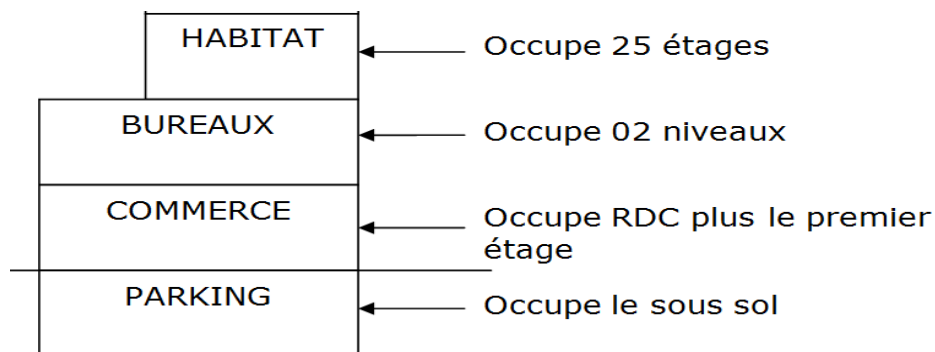 HABITAT
Occupe 25 étages
BUREAUX
Occupe 02 niveaux
COMMERCE
Occupe RDC plus le premier
étage
PARKING
Occupe le sous sol